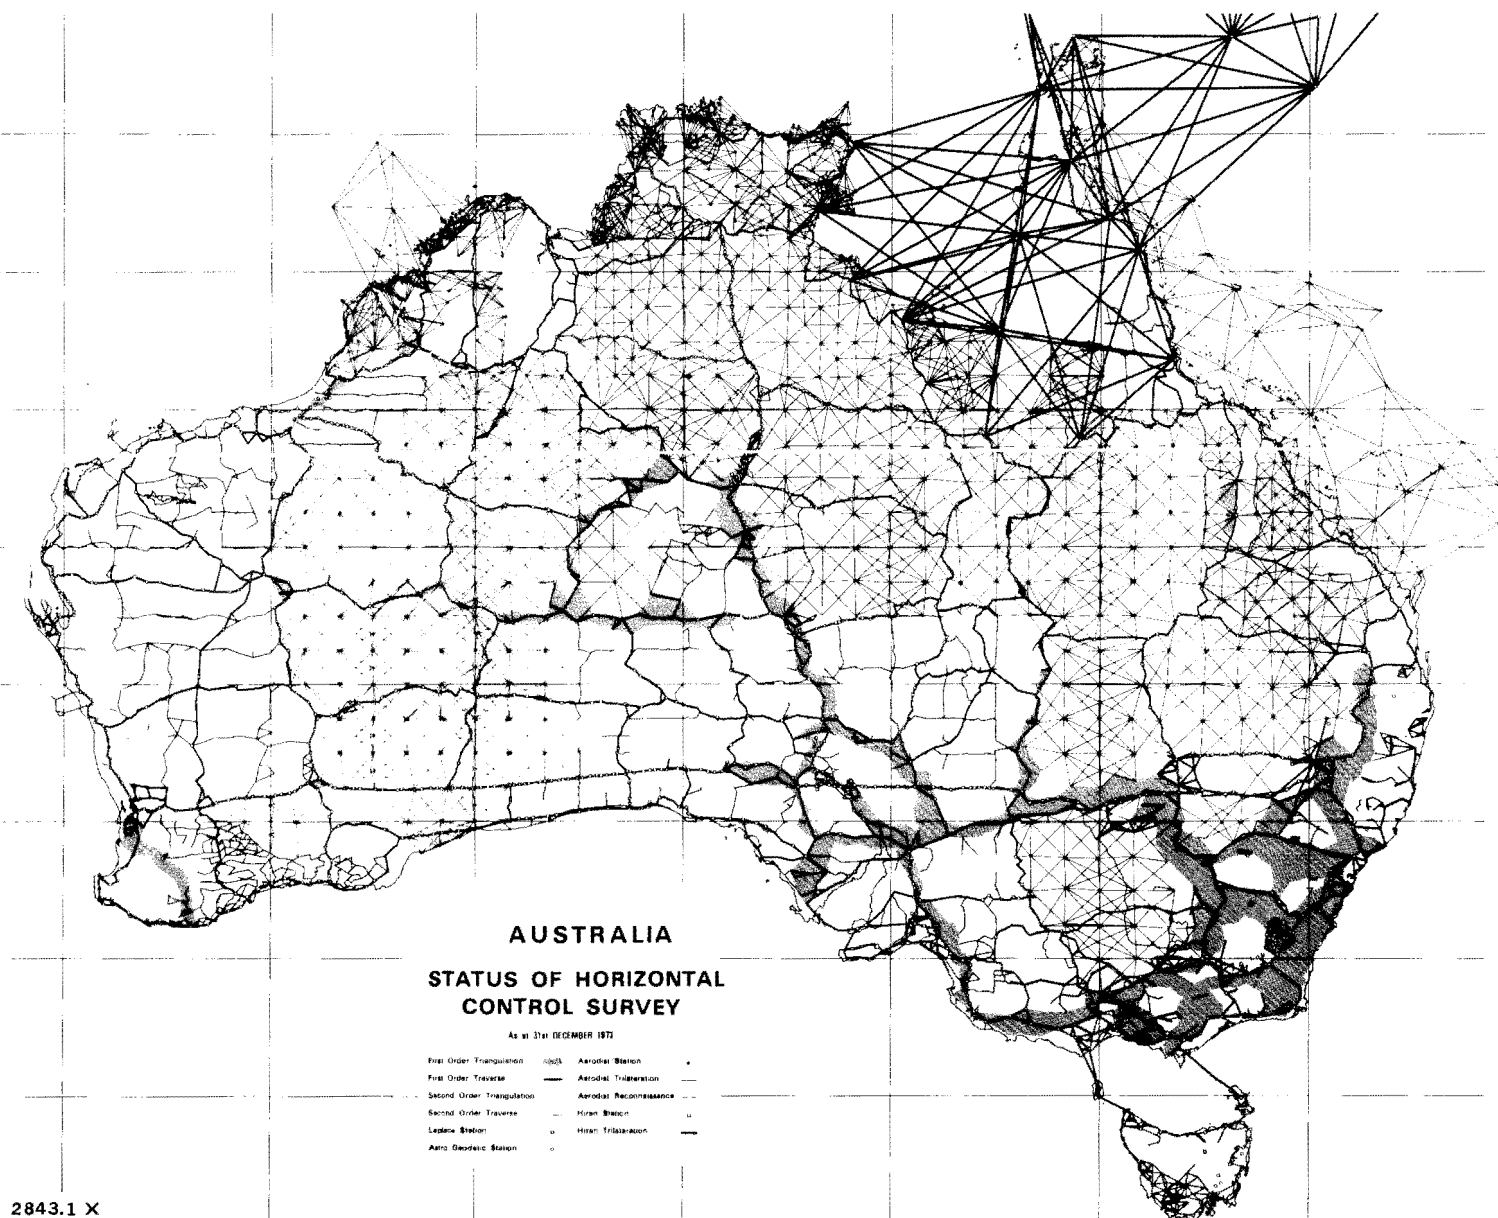 AUSTRALIA
STATUS OF HORIZONTAL
CONTROL SURVEY
As at 31st DECEMBER
First Order Triangulation
Aerodist Station
First Order Traverse
Aerodist Trilateration
Second Order Triangulation
Aerodist Reconnaissance
Second Order Traverse
Hiran Station
Laplace Station
Hiran Trilateration
Astro Geodetic Station
2843.1 X